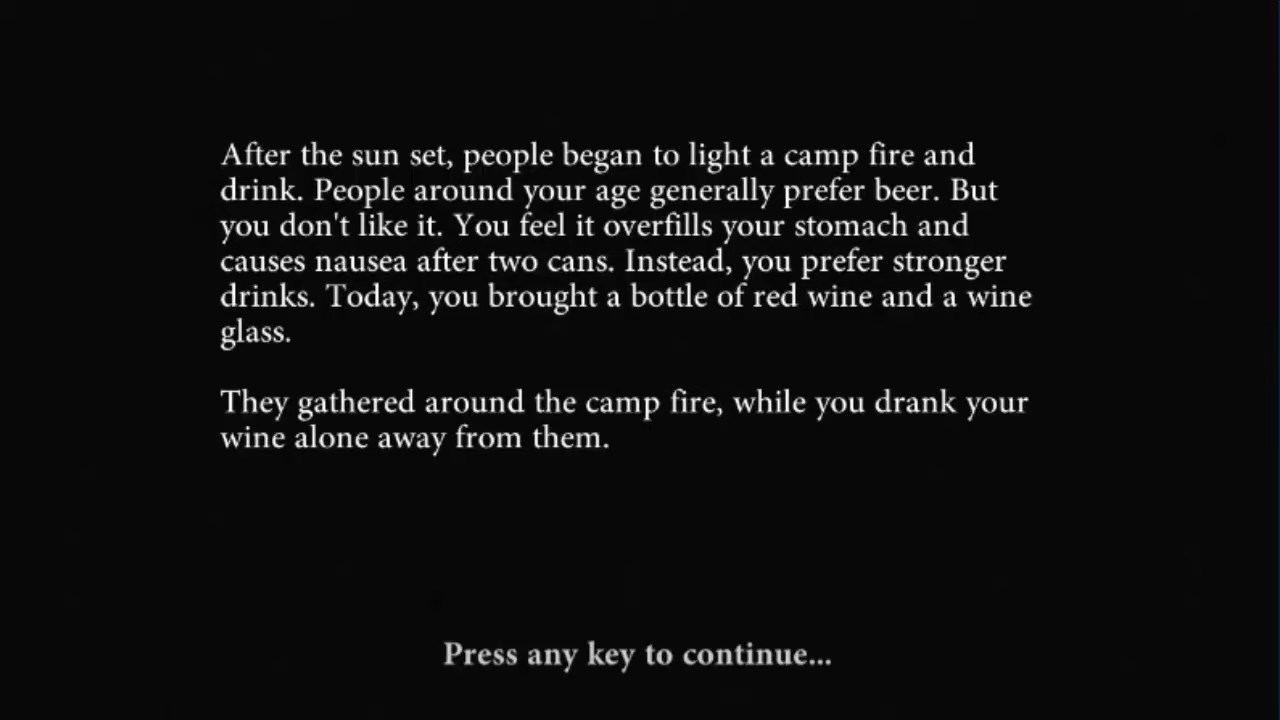 After the sun set, people began to light a camp fire and
drink. People around your age generally prefer beer. But
you don't like it. You feel it overfills your stomach and
causes nausea after two cans. Instead, you prefer stronger
drinks. Today, you brought a bottle of red wine and a wine
glass.
They gathered around the camp fire, while you drank your
wine alone away from them.
Press any key to continue...